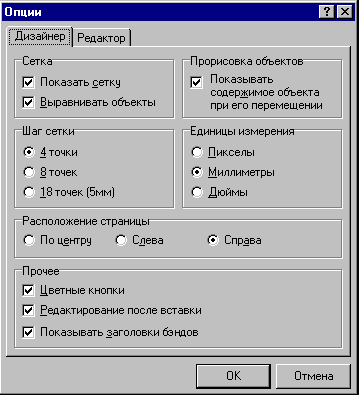 Опции
Дизайнер
Редактор
Сетка
Показать сетку
Выравнивать объекты
Прорисовка объектов
Показывать
содержимое объекта
при его перемещении
Шаг сетки
4 точки
8 точек
18 точек (5мм)
Единицы измерения
Пикселы
Миллиметры
Дюймы
Расположение страницы
По центру
Слева
Справа
Прочее
Цветные кнопки
Редактирование после вставки
Показывать заголовки бэндов
OK
Отмена